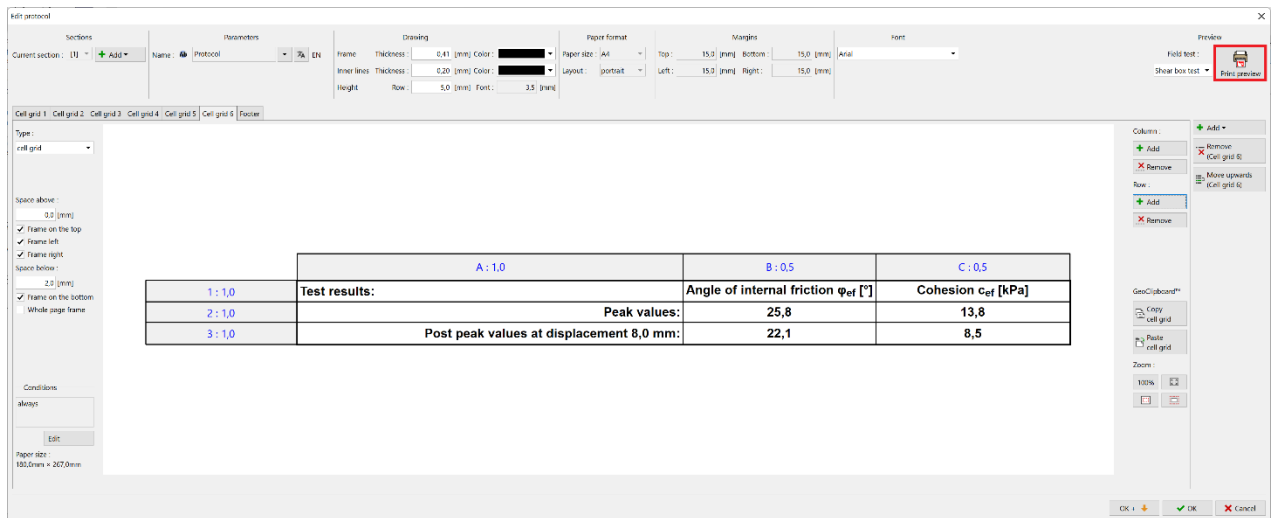 Edit protocol
Sections Parameters Drawing Paper format Margins Font Preview
Current section : [1] Add Name : Protocol EN Frame Thickness : 0,41 [mm] Color : Paper size : A4 Top : 15,0 [mm] Bottom : 15,0 [mm] Arial Field test :
Inner lines Thickness : 0,20 [mm] Color : Layout : portrait Left : 15,0 [mm] Right : 15,0 [mm] Shear box test Print preview
Height Row : 5,0 [mm] Font : 3,5 [mm]
Cell grid 1 Cell grid 2 Cell grid 3 Cell grid 4 Cell grid 5 Cell grid 6 Footer
Type :
cell grid
Space above :
0,0 [mm]
Frame on the top
Frame left
Frame right
Space below :
2,0 [mm]
Frame on the bottom
Whole page frame
Conditions
always
Edit
Paper size :
180,0mm × 267,0mm
A : 1,0 B : 0,5 C : 0,5
1 : 1,0 Test results: Angle of internal friction φef [°] Cohesion cef [kPa]
2 : 1,0 Peak values: 25,8 13,8
3 : 1,0 Post peak values at displacement 8,0 mm: 22,1 8,5
Column :
Add
Remove
Row :
Add
Remove
GeoClipboard™
Copy
cell grid
Paste
cell grid
Zoom :
100%
Add
Remove
(Cell grid 6)
Move upwards
(Cell grid 6)
OK + OK Cancel